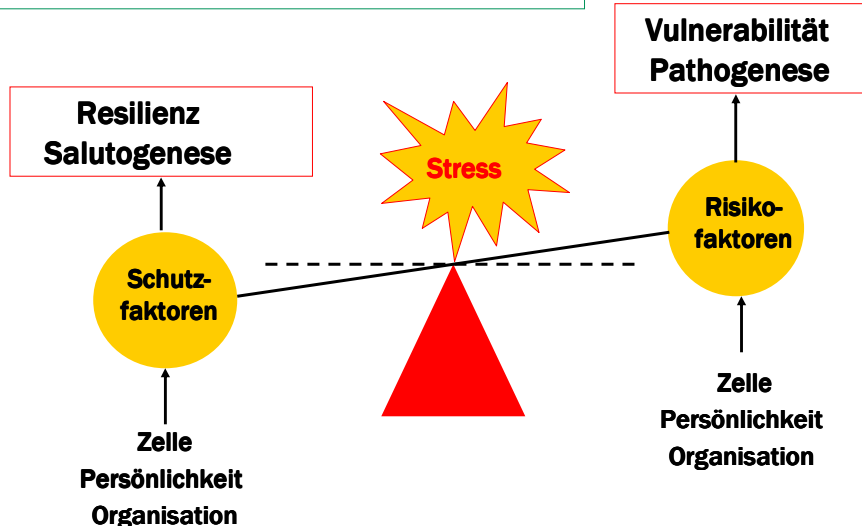 Vulnerabilität
Pathogenese
Resilienz
Salutogenese
Stress
Risiko-
faktoren
Schutz-
faktoren
Zelle
Persönlichkeit
Organisation
Zelle
Persönlichkeit
Organisation